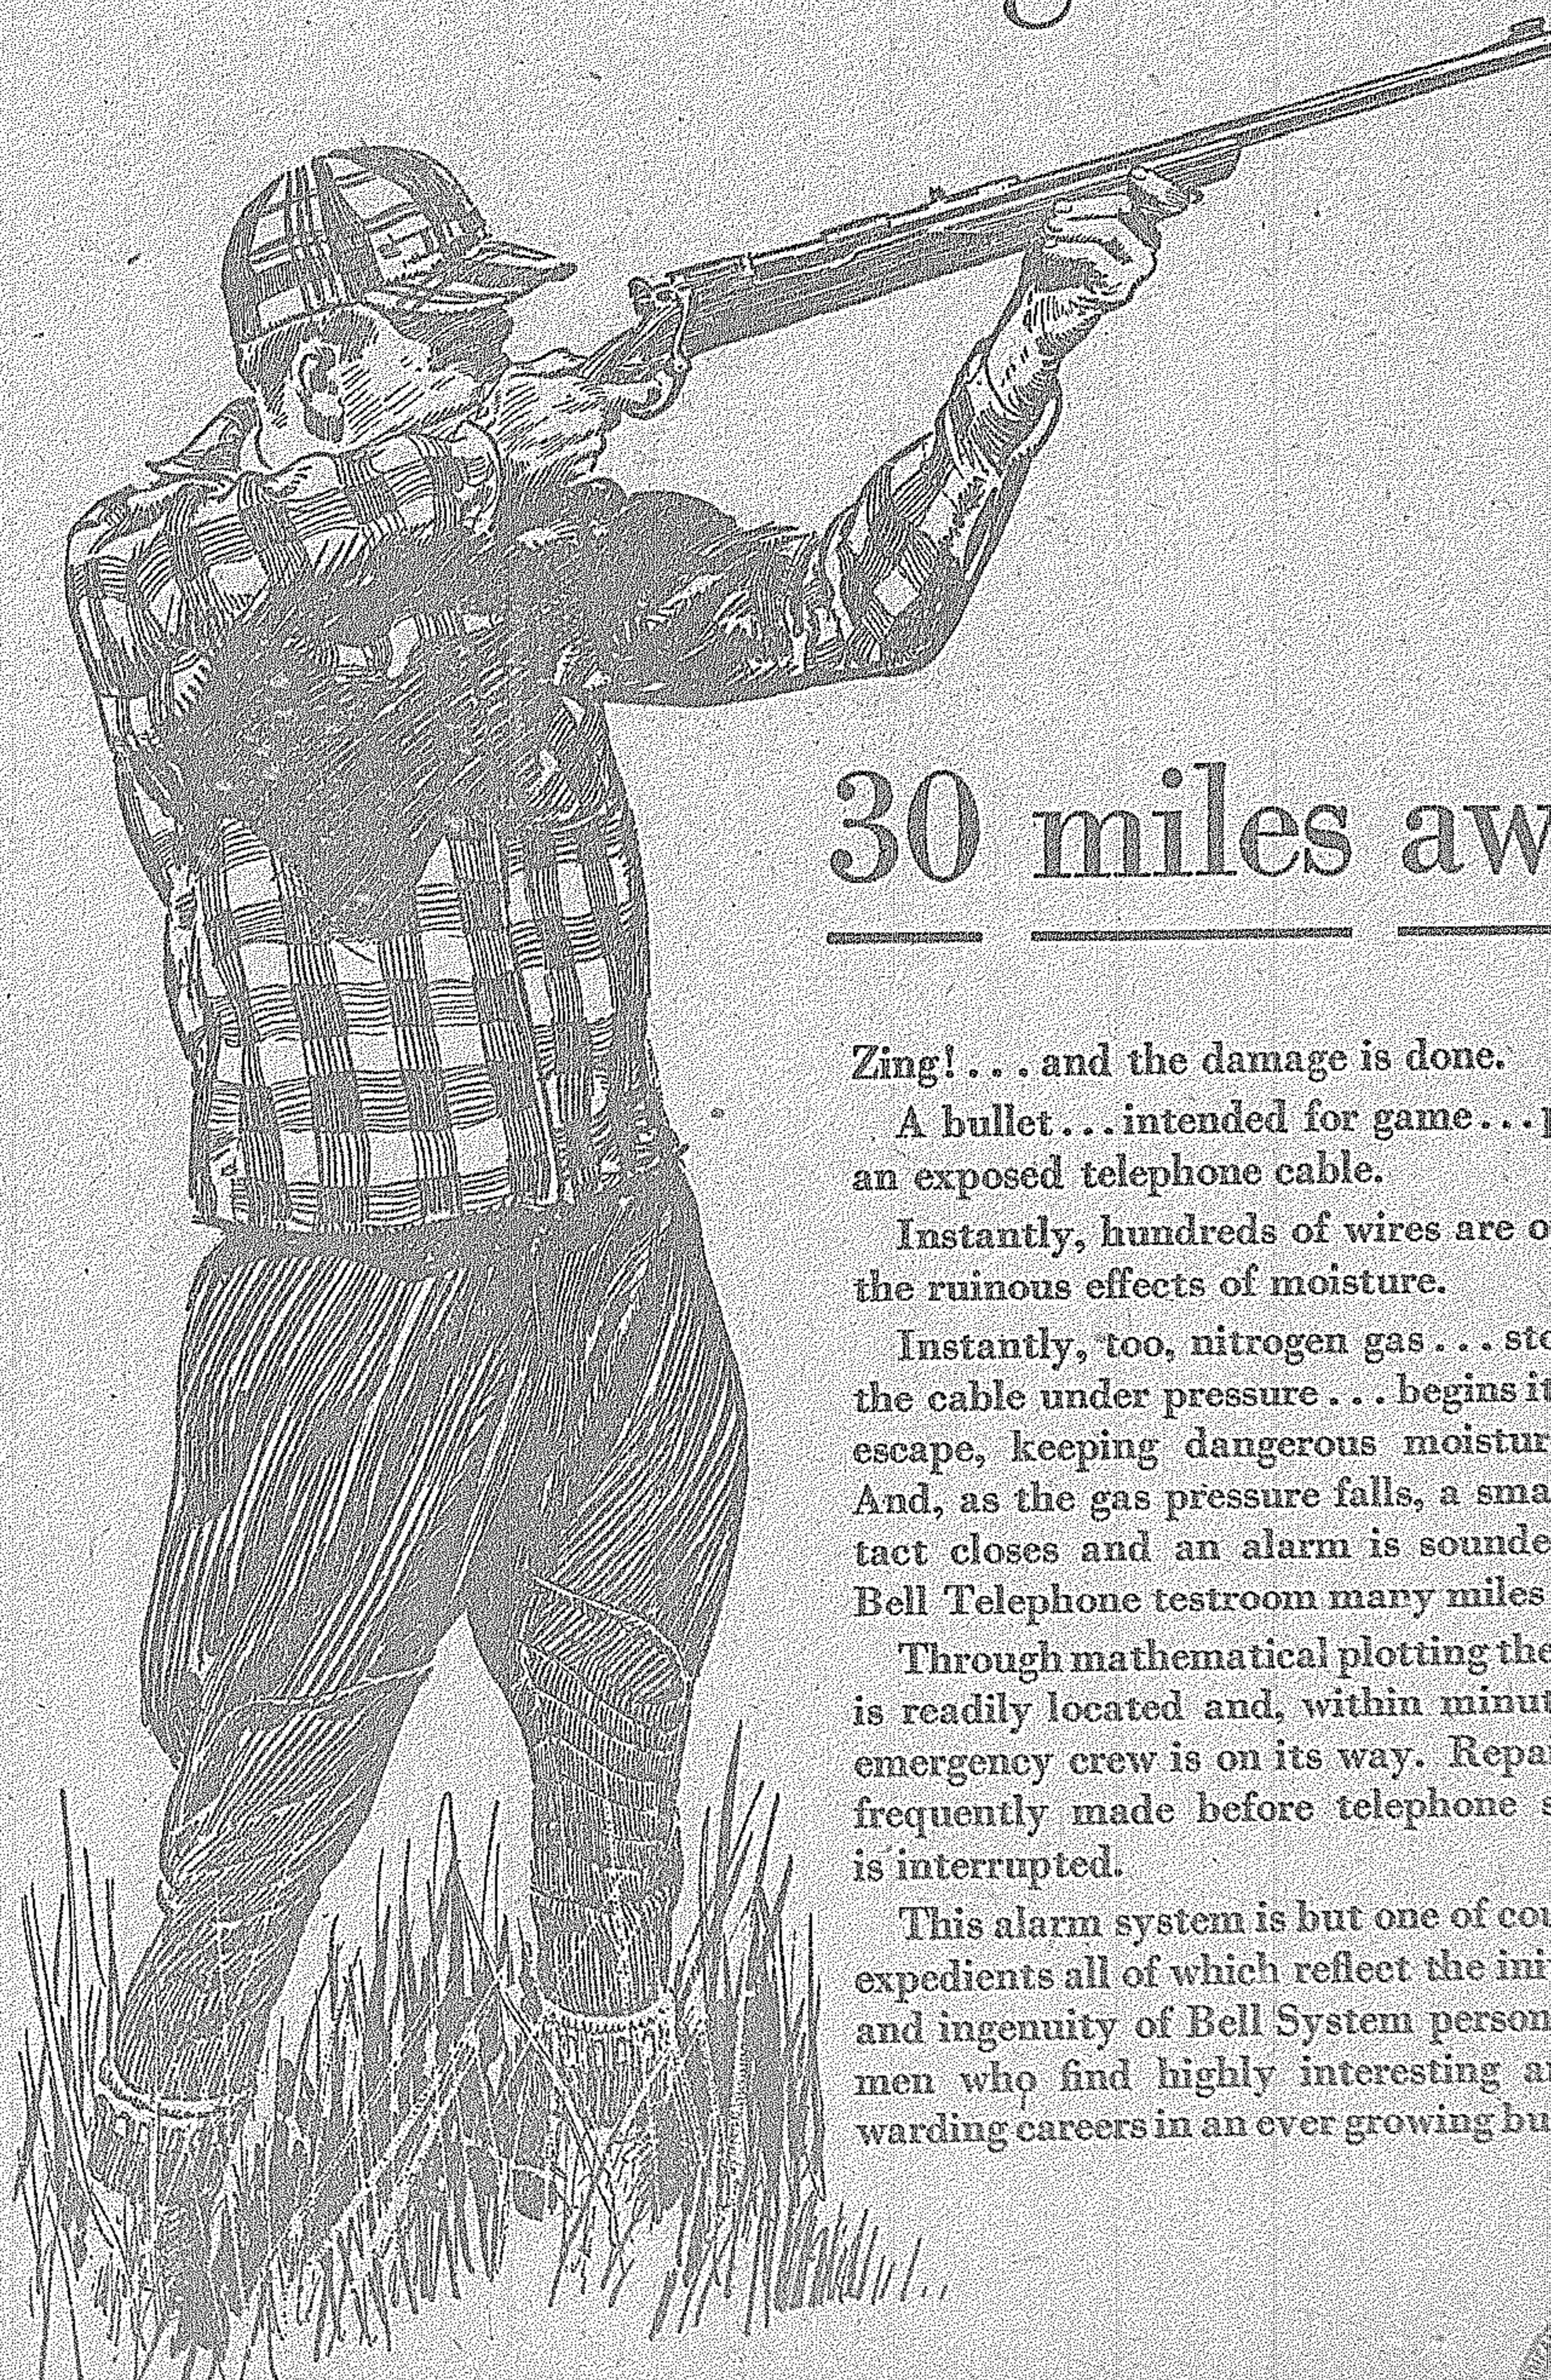 30 miles aw
Zing!....and the damage is done.
A bullet...intended for game...p
an exposed telephone cable.
Instantly, hundreds of wires are o
the ruinous effects of moisture.
Instantly, too, nitrogen gas...sto
the cable under pressure...begins it
escape, keeping dangerous moistur
And, as the gas pressure falls, a sma
tact closes and an alarm is sounde
Bell Telephone testroom many miles
Through mathematical plotting the
is readily located and, within minut
emergency crew is on its way. Repa
frequently made before telephone s
is interrupted.
This alarm system is but one of cou
expedients all of which reflect the ini
and ingenuity of Bell System person
men who find highly interesting a
warding careers in an ever growing bu